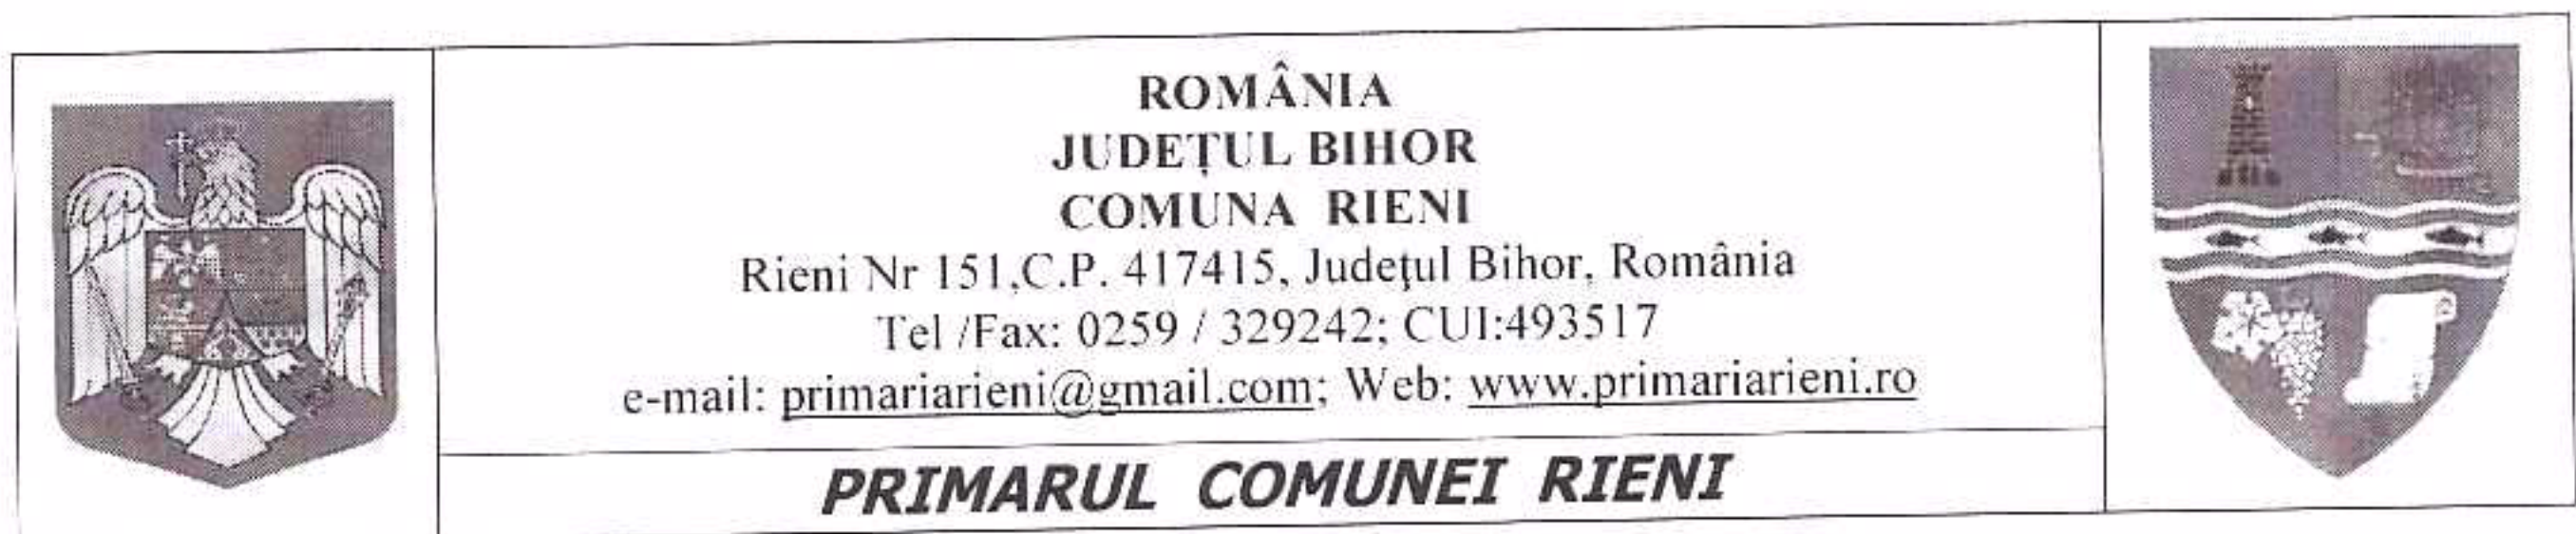 ROMÂNIA
JUDEȚUL BIHOR
COMUNA RIENI
Rieni Nr 151,C.P. 417415, Județul Bihor, România
Tel /Fax: 0259 / 329242; CUI:493517
e-mail: primariarieni@gmail.com; Web: www.primariarieni.ro
PRIMARUL COMUNEI RIENI